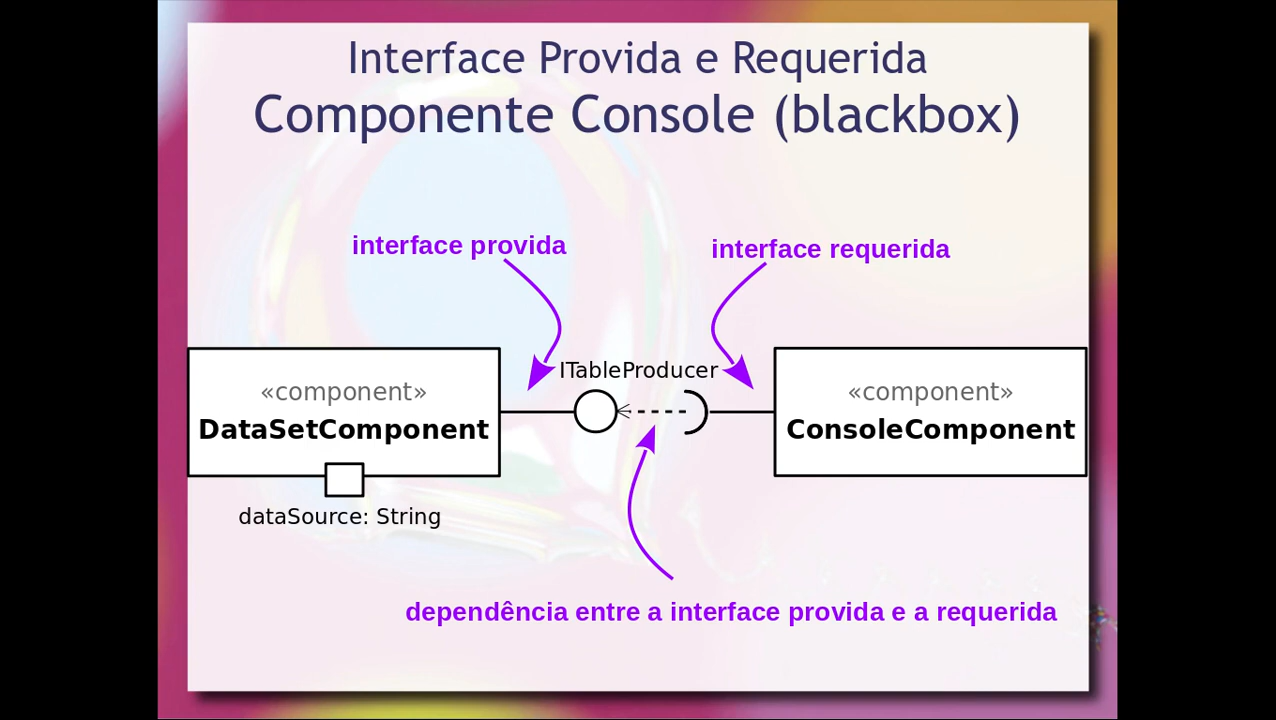 Interface Provida e Requerida
Componente Console (blackbox)
interface provida
interface requerida
ITableProducer
«component»
DataSetComponent
«component»
ConsoleComponent
dataSource: String
dependência entre a interface provida e a requerida